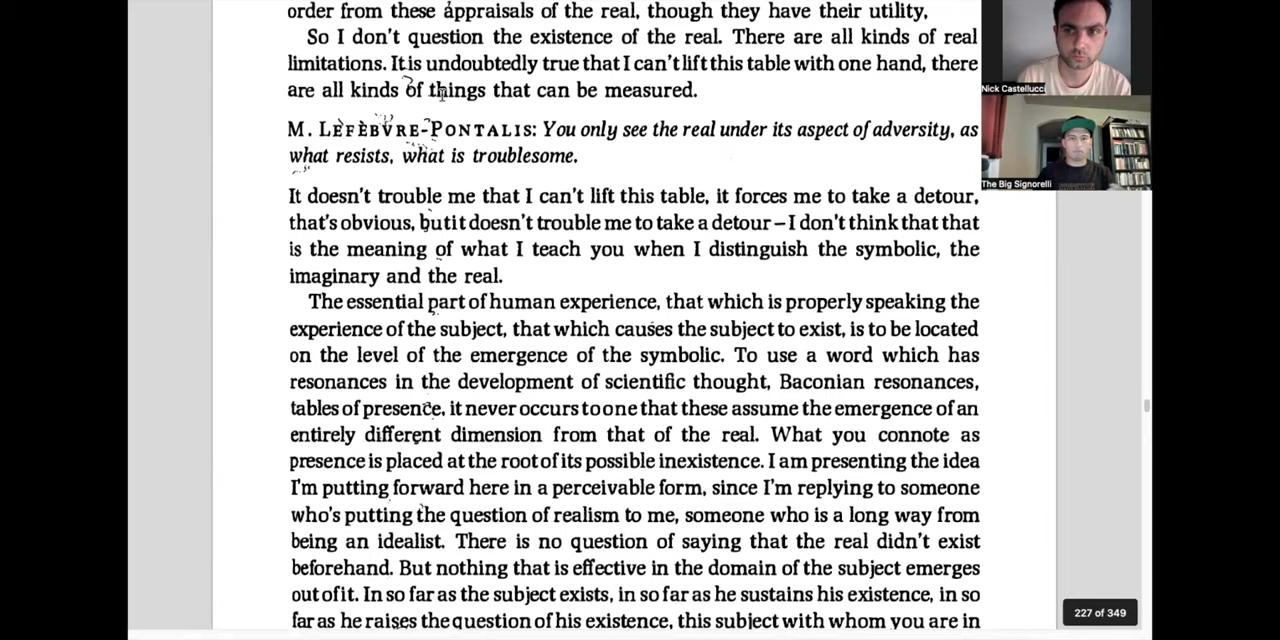 order from these appraisals of the real, though they have their utility,
So I don't question the existence of the real. There are all kinds of real
limitations. It is undoubtedly true that I can't lift this table with one hand, there
are all kinds of things that can be measured.
M. LEFÈBVRE-PONTALIS: You only see the real under its aspect of adversity, as
what resists, what is troublesome.
It doesn't trouble me that I can't lift this table, it forces me to take a detour,
that's obvious, but it doesn't trouble me to take a detour – I don't think that that
is the meaning of what I teach you when I distinguish the symbolic, the
imaginary and the real.
The essential part of human experience, that which is properly speaking the
experience of the subject, that which causes the subject to exist, is to be located
on the level of the emergence of the symbolic. To use a word which has
resonances in the development of scientific thought, Baconian resonances,
tables of presence, it never occurs to one that these assume the emergence of an
entirely different dimension from that of the real. What you connote as
presence is placed at the root of its possible inexistence. I am presenting the idea
I'm putting forward here in a perceivable form, since I'm replying to someone
who's putting the question of realism to me, someone who is a long way from
being an idealist. There is no question of saying that the real didn't exist
beforehand. But nothing that is effective in the domain of the subject emerges
out of it. In so far as the subject exists, in so far as he sustains his existence, in so
far as he raises the question of his existence, this subject with whom you are in
Nick Castellucci
The Big Signorelli
227 of 349